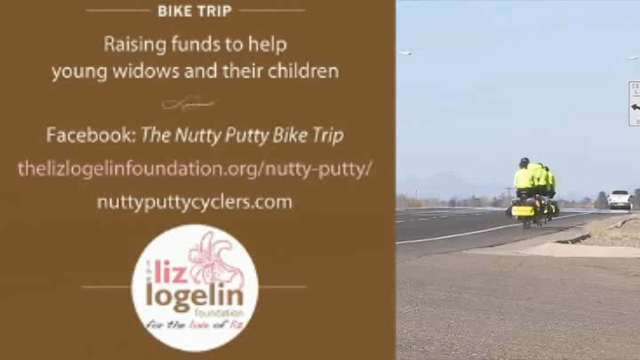 BIKE TRIP
Raising funds to help
young widows and their children
Facebook: The Nutty Putty Bike Trip
thelizlogelinfoundation.org/nutty-putty/
nuttyputtycyclers.com
the
liz
logelin
foundation
for the love of liz